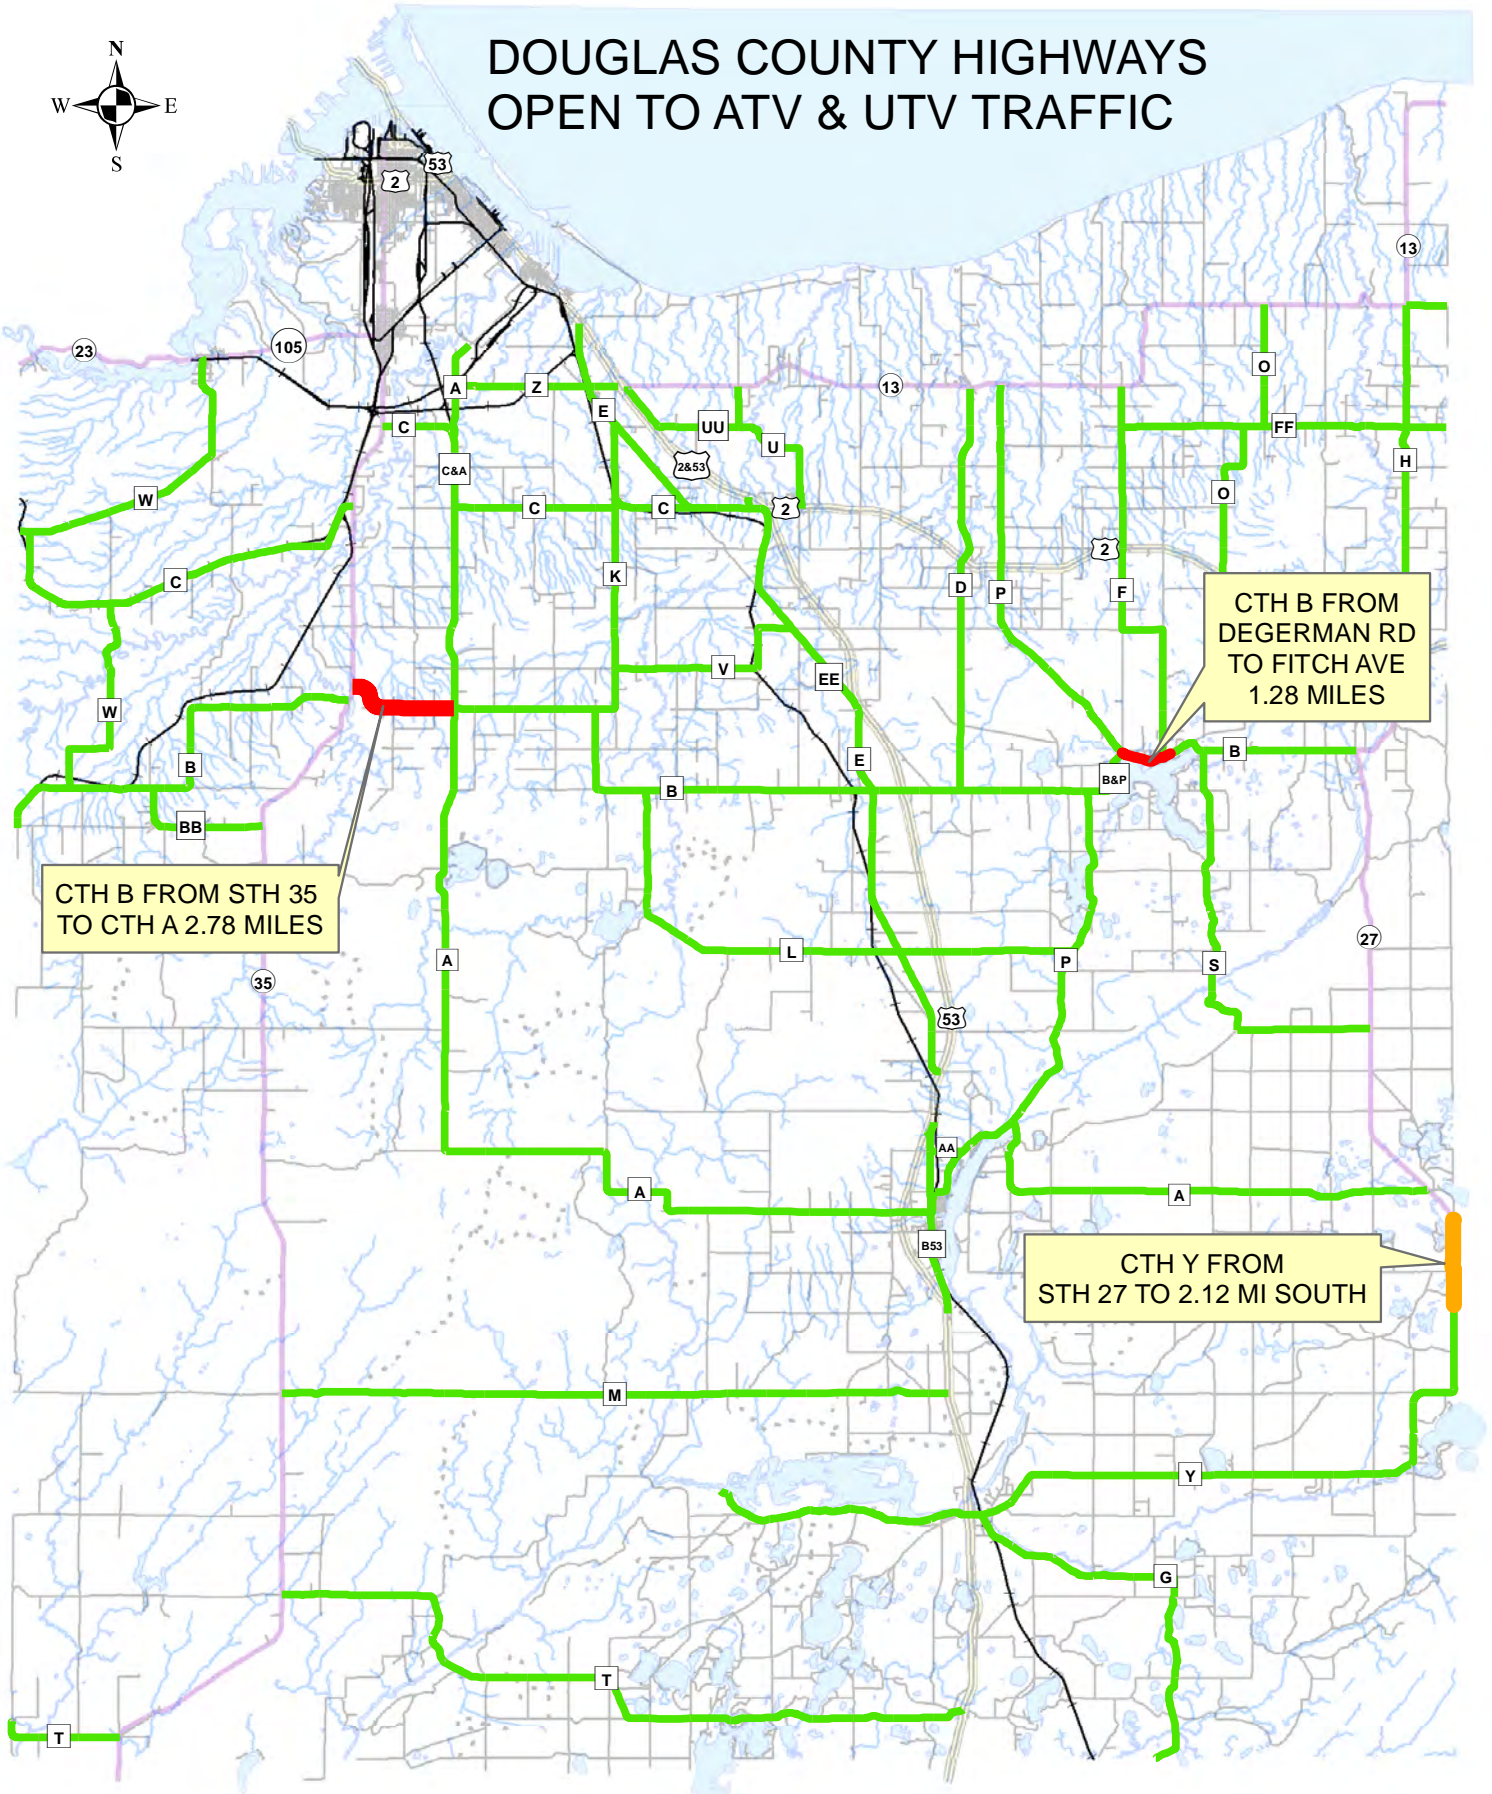 DOUGLAS COUNTY HIGHWAYS
OPEN TO ATV & UTV TRAFFIC
N
W
E
S
53
2
13
23
105
A
Z
13
O
E
C
UU
FF
U
H
C&A
2&53
W
O
C
C
2
2
C
K
D
P
F
CTH B FROM
DEGERMAN RD
TO FITCH AVE
1.28 MILES
V
EE
W
B
E
B
B&P
B
BB
CTH B FROM STH 35
TO CTH A 2.78 MILES
A
L
P
S
27
35
53
AA
A
A
B53
CTH Y FROM
STH 27 TO 2.12 MI SOUTH
M
Y
G
T
T